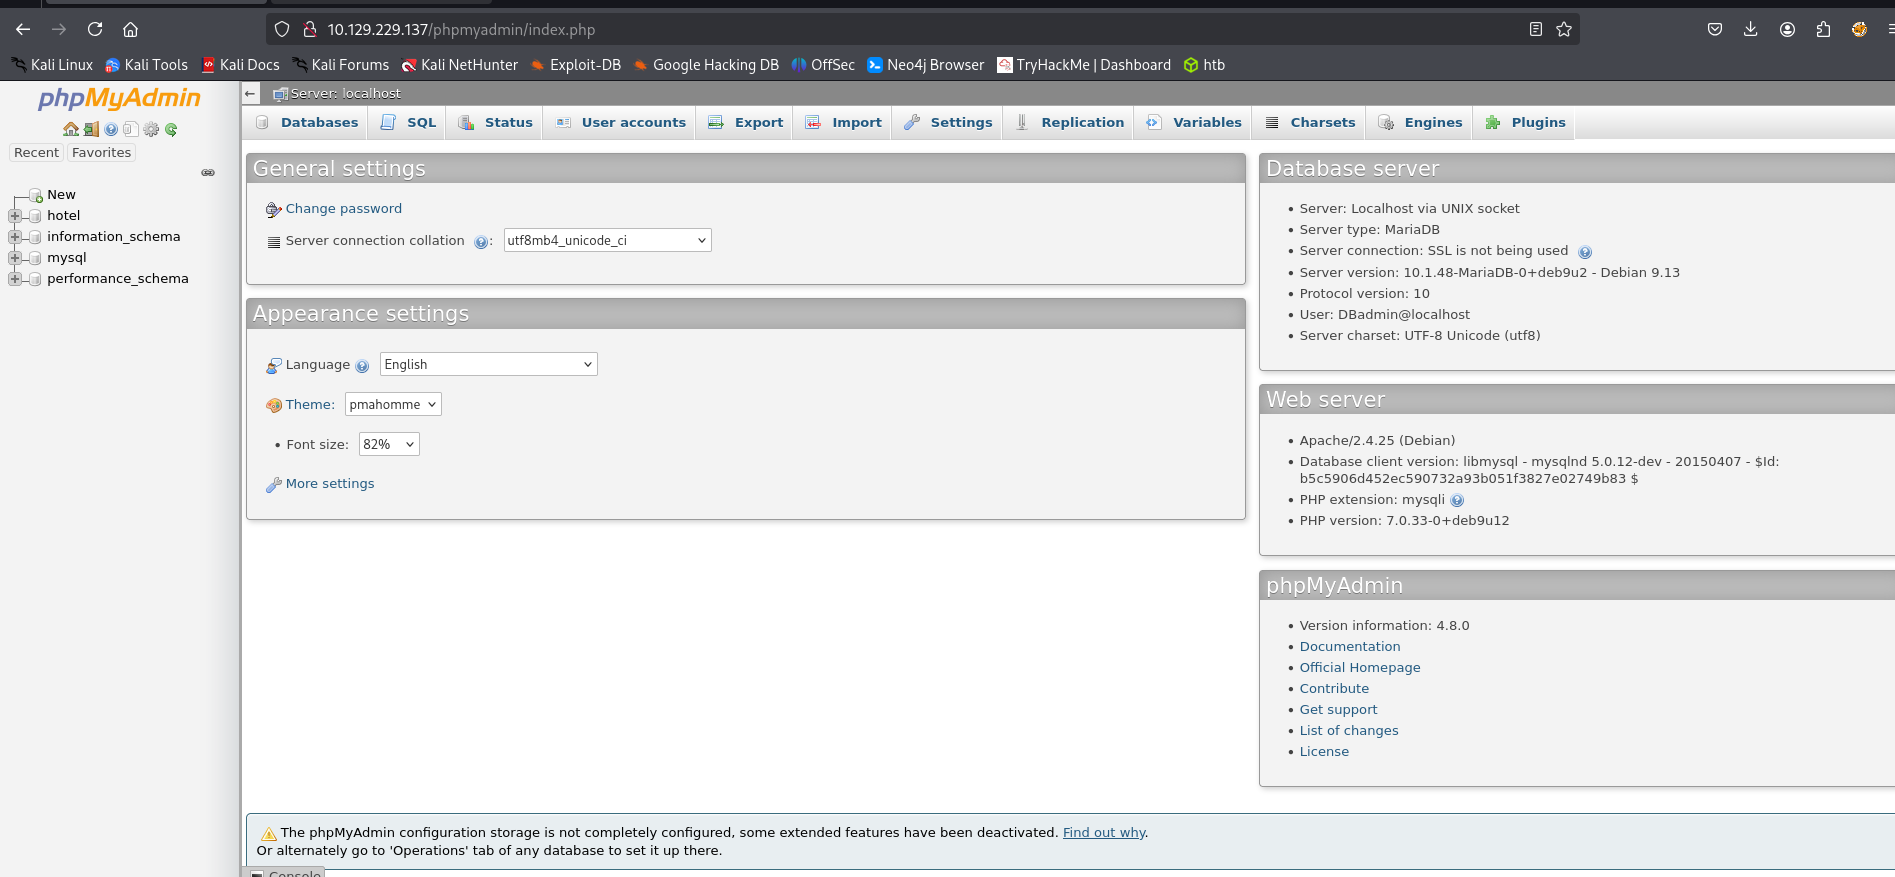 10.129.229.137/phpmyadmin/index.php
Kali Linux Kali Tools Kali Docs Kali Forums Kali NetHunter Exploit-DB Google Hacking DB OffSec Neo4j Browser TryHackMe | Dashboard htb
phpMyAdmin
Recent Favorites
New
hotel
information_schema
mysql
performance_schema
Server: localhost
Databases SQL Status User accounts Export Import Settings Replication Variables Charsets Engines Plugins
General settings
Change password
Server connection collation : utf8mb4_unicode_ci
Appearance settings
Language English
Theme: pmahomme
• Font size: 82%
More settings
Database server
• Server: Localhost via UNIX socket
• Server type: MariaDB
• Server connection: SSL is not being used
• Server version: 10.1.48-MariaDB-0+deb9u2 - Debian 9.13
• Protocol version: 10
• User: DBadmin@localhost
• Server charset: UTF-8 Unicode (utf8)
Web server
• Apache/2.4.25 (Debian)
• Database client version: libmysql - mysqlnd 5.0.12-dev - 20150407 - $Id:
b5c5906d452ec590732a93b051f3827e02749b83 $
• PHP extension: mysqli
• PHP version: 7.0.33-0+deb9u12
phpMyAdmin
• Version information: 4.8.0
• Documentation
• Official Homepage
• Contribute
• Get support
• List of changes
• License
The phpMyAdmin configuration storage is not completely configured, some extended features have been deactivated. Find out why.
Or alternately go to 'Operations' tab of any database to set it up there.
Console